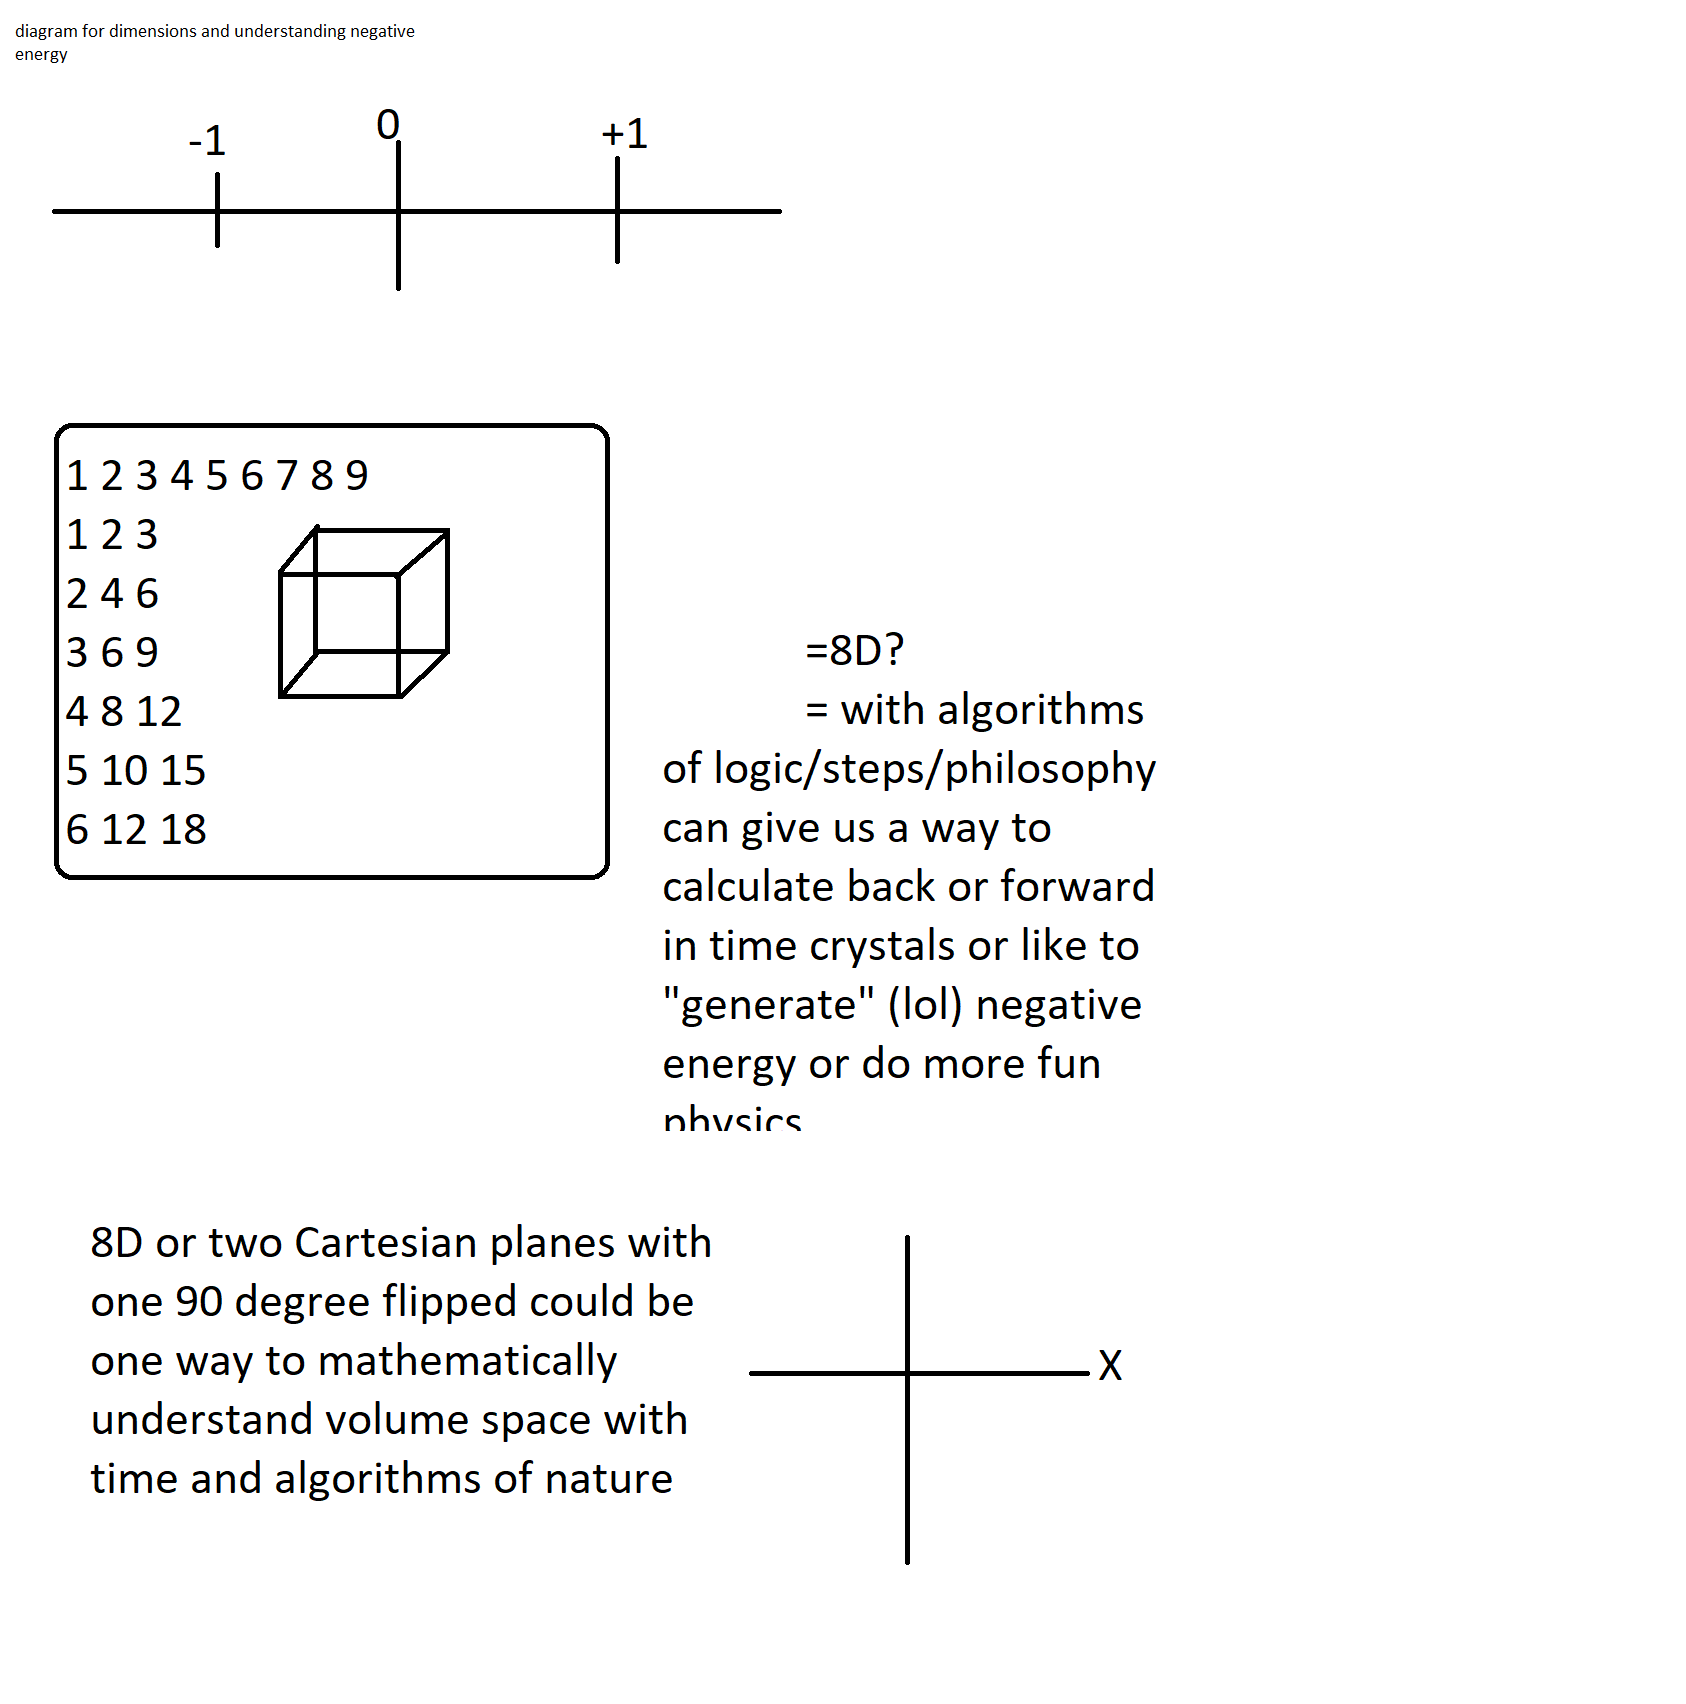 diagram for dimensions and understanding negative
energy
-1
0
+1
1 2 3 4 5 6 7 8 9
1 2 3
2 4 6
3 6 9
4 8 12
5 10 15
6 12 18
=8D?
= with algorithms
of logic/steps/philosophy
can give us a way to
calculate back or forward
in time crystals or like to
"generate" (lol) negative
energy or do more fun
physics
8D or two Cartesian planes with
one 90 degree flipped could be
one way to mathematically
understand volume space with
time and algorithms of nature
X